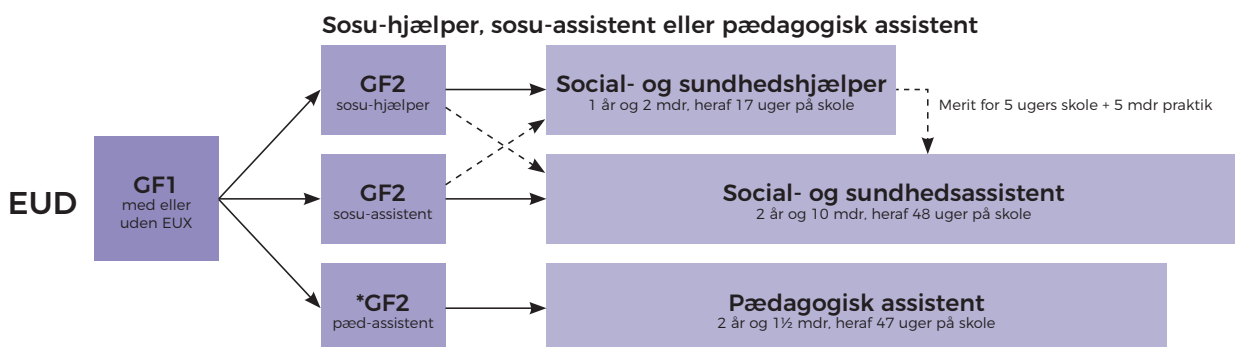 Sosu-hjælper, sosu-assistent eller pædagogisk assistent
EUD
GF1
med eller
uden EUX
GF2
sosu-hjælper
Social- og sundhedshjælper
1 år og 2 mdr, heraf 17 uger på skole
Merit for 5 ugers skole + 5 mdr praktik
GF2
sosu-assistent
Social- og sundhedsassistent
2 år og 10 mdr, heraf 48 uger på skole
*GF2
pæd-assistent
Pædagogisk assistent
2 år og 1½ mdr, heraf 47 uger på skole